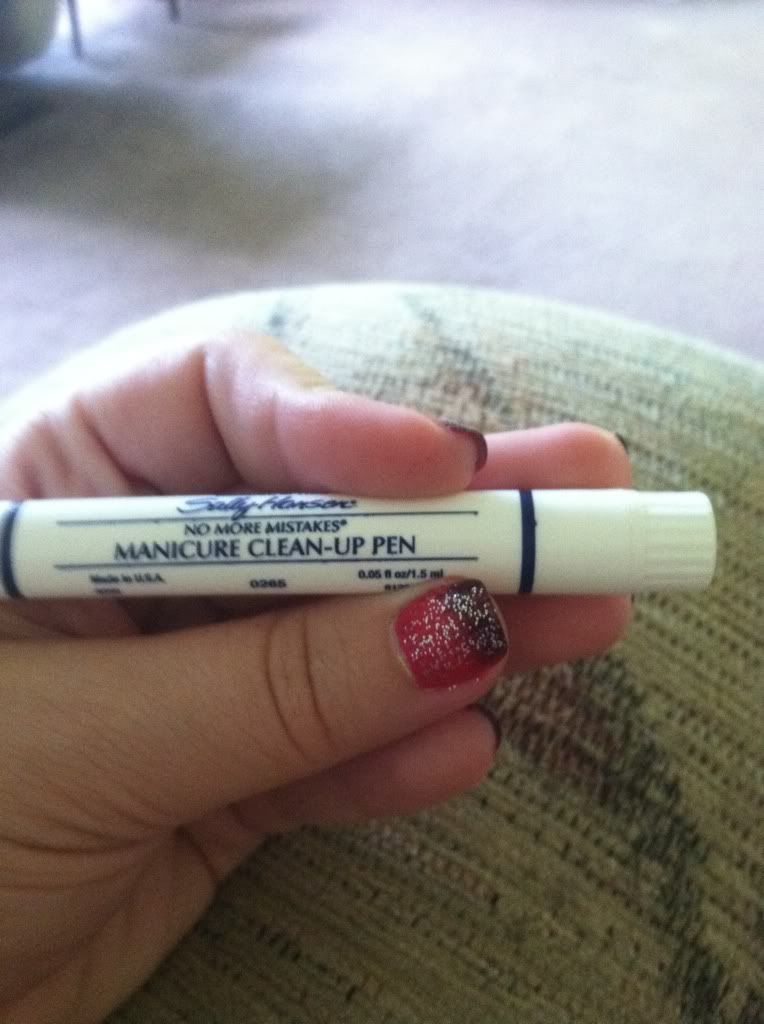 Sally Hansen®
NO MORE MISTAKES®
MANICURE CLEAN-UP PEN
Made in U.S.A.
0265
0.05 fl oz/1.5 ml